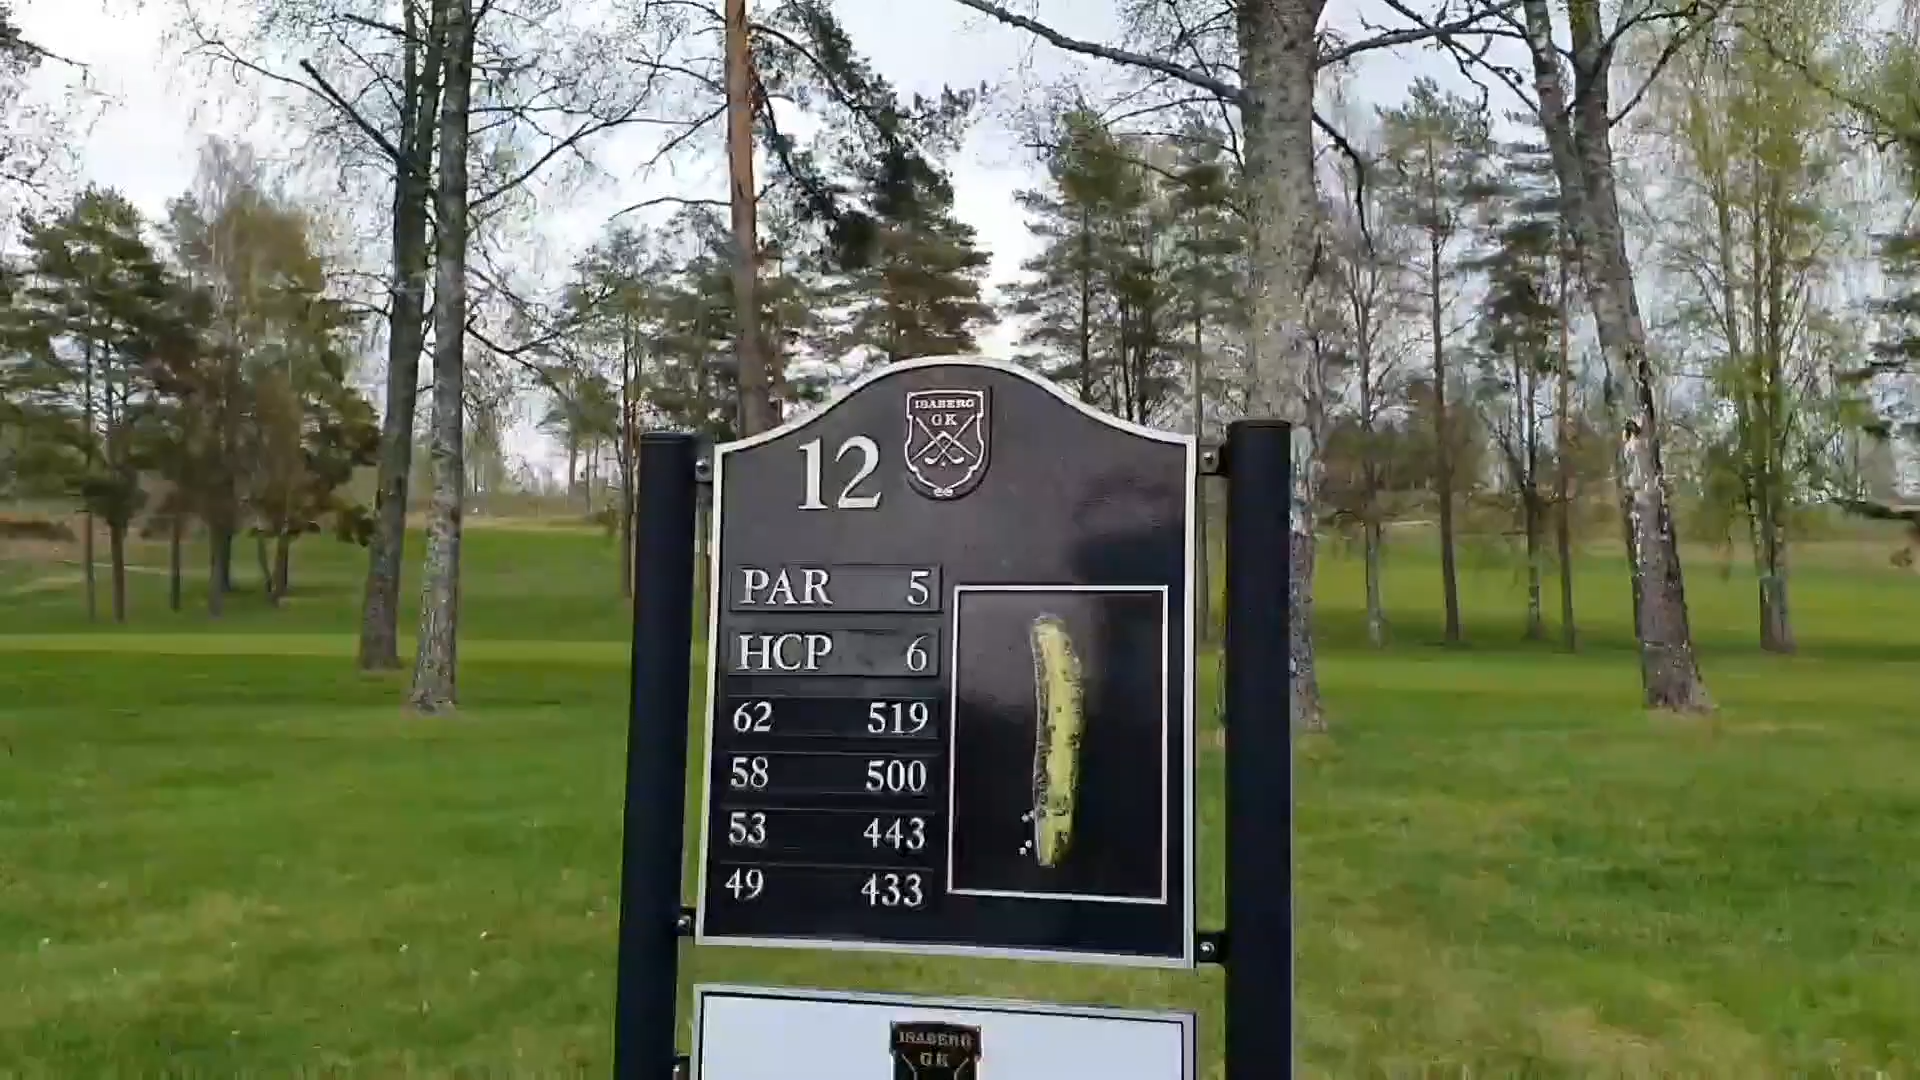 ISABERG
GK
12
PAR 5
HCP 6
62 519
58 500
53 443
49 433
ISABERG
GK